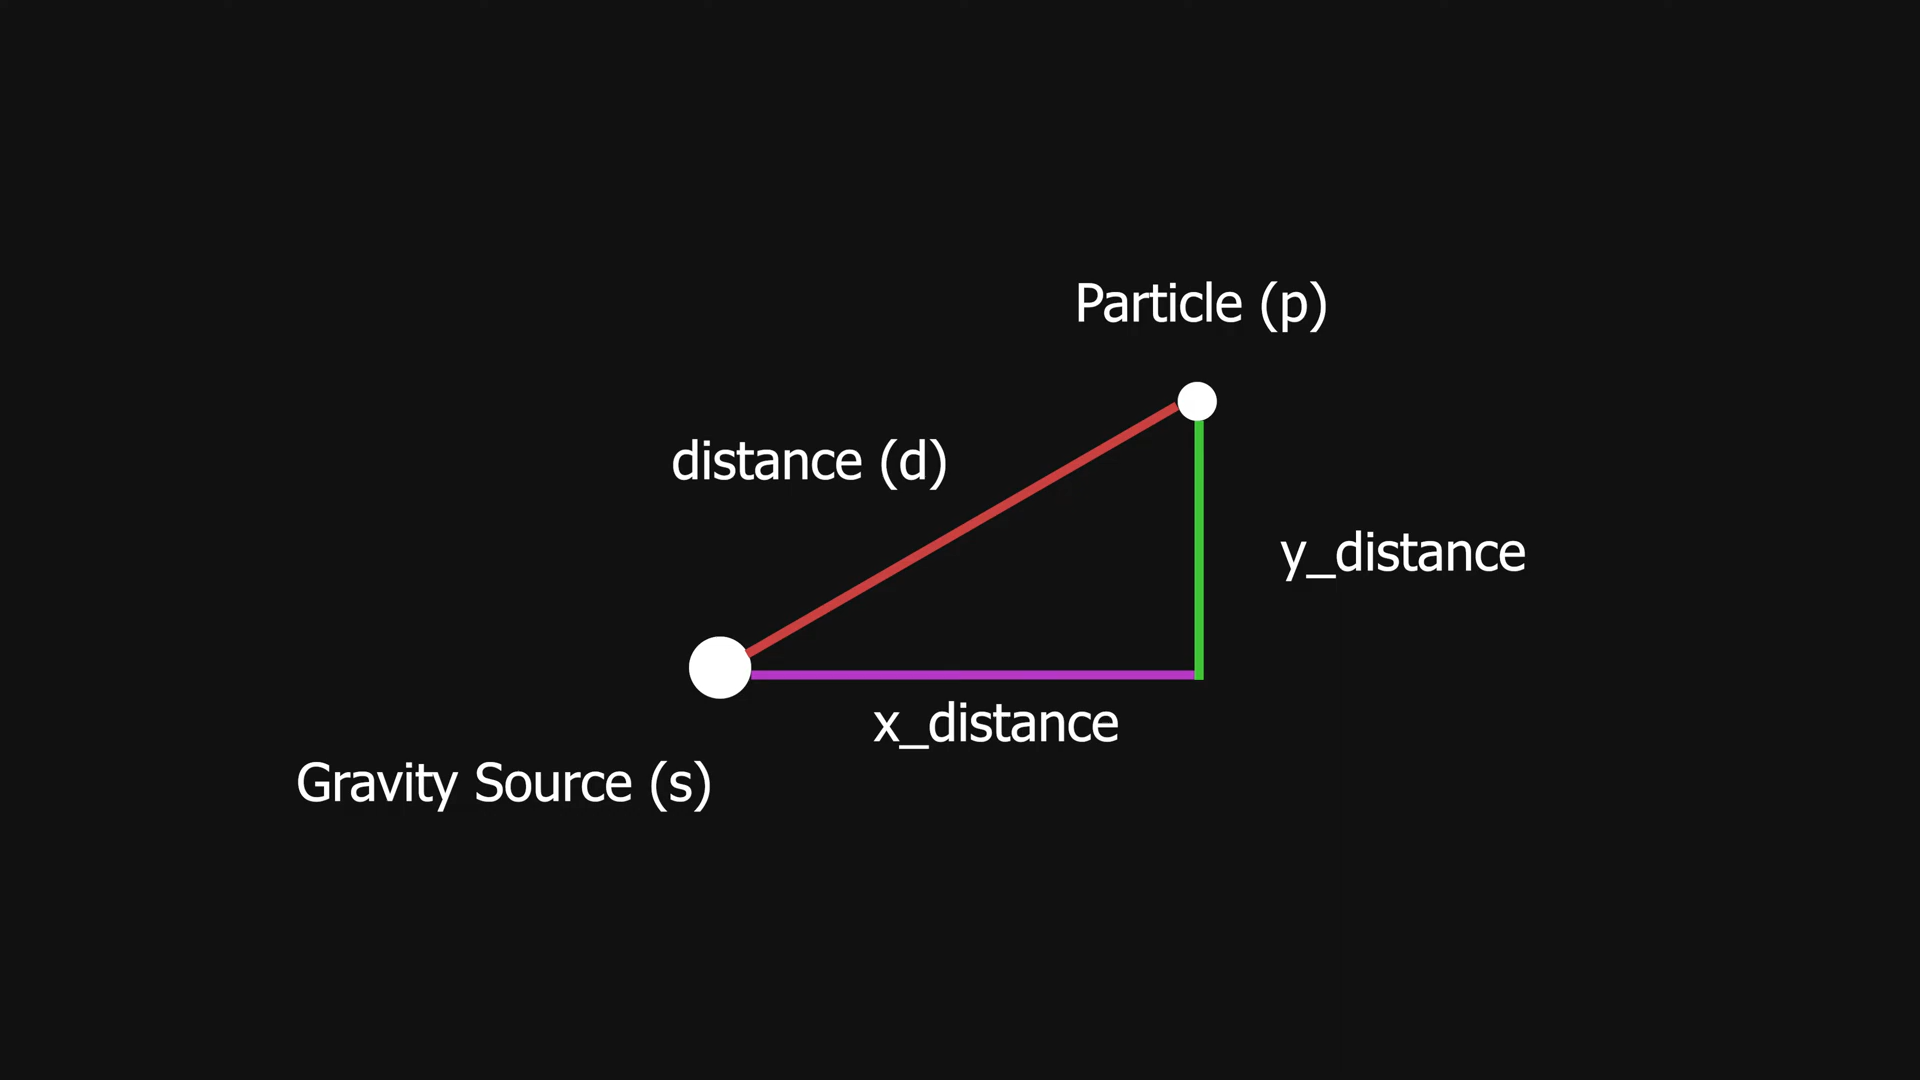 Particle (p)
distance (d)
y_distance
x_distance
Gravity Source (s)